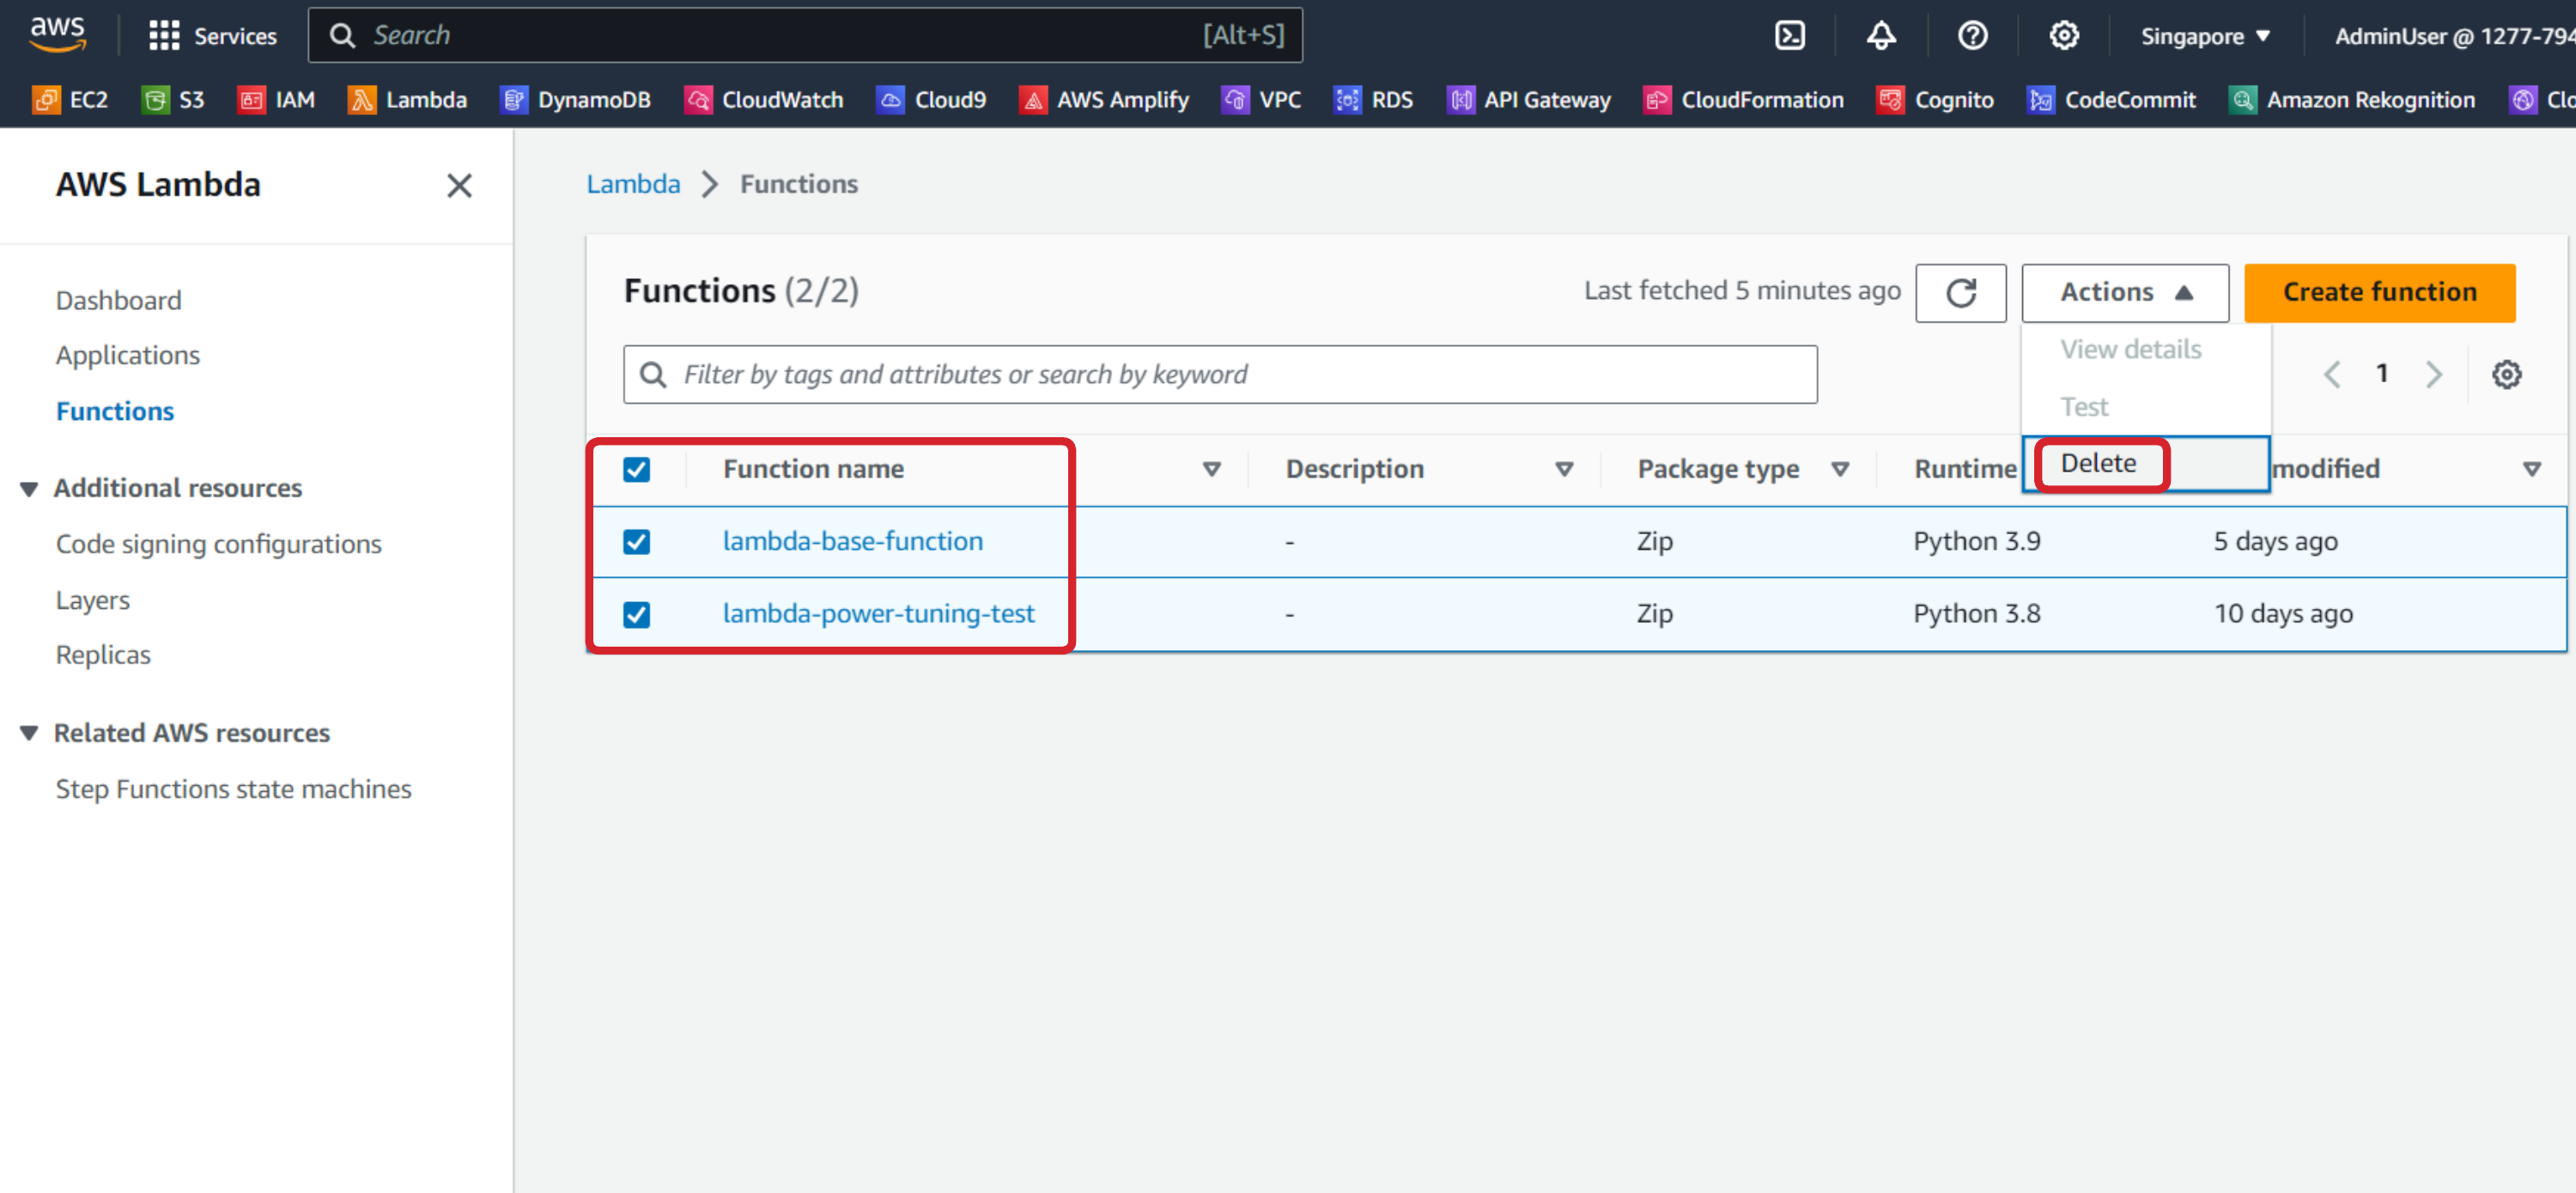 aws Services Search [Alt+S] Singapore AdminUser @ 1277-794
EC2 S3 IAM Lambda DynamoDB CloudWatch Cloud9 AWS Amplify VPC RDS API Gateway CloudFormation Cognito CodeCommit Amazon Rekognition Clo
AWS Lambda
Dashboard
Applications
Functions
Additional resources
Code signing configurations
Layers
Replicas
Related AWS resources
Step Functions state machines
Lambda > Functions
Functions (2/2) Last fetched 5 minutes ago Actions Create function
View details
Test
Delete
Filter by tags and attributes or search by keyword 1
Function name Description Package type Runtime modified
lambda-base-function - Zip Python 3.9 5 days ago
lambda-power-tuning-test - Zip Python 3.8 10 days ago